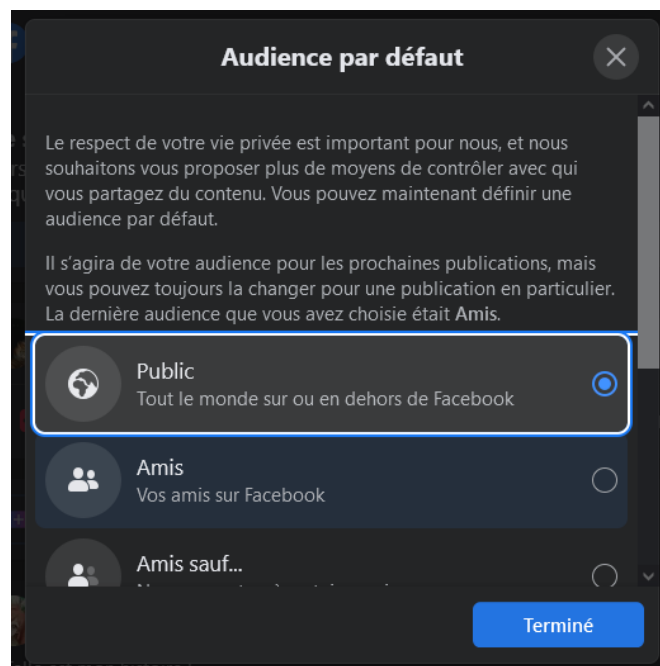 Audience par défaut
Le respect de votre vie privée est important pour nous, et nous
souhaitons vous proposer plus de moyens de contrôler avec qui
vous partagez du contenu. Vous pouvez maintenant définir une
audience par défaut.
Il s'agira de votre audience pour les prochaines publications, mais
vous pouvez toujours la changer pour une publication en particulier.
La dernière audience que vous avez choisie était Amis.
Public
Tout le monde sur ou en dehors de Facebook
Amis
Vos amis sur Facebook
Amis sauf...
Terminé